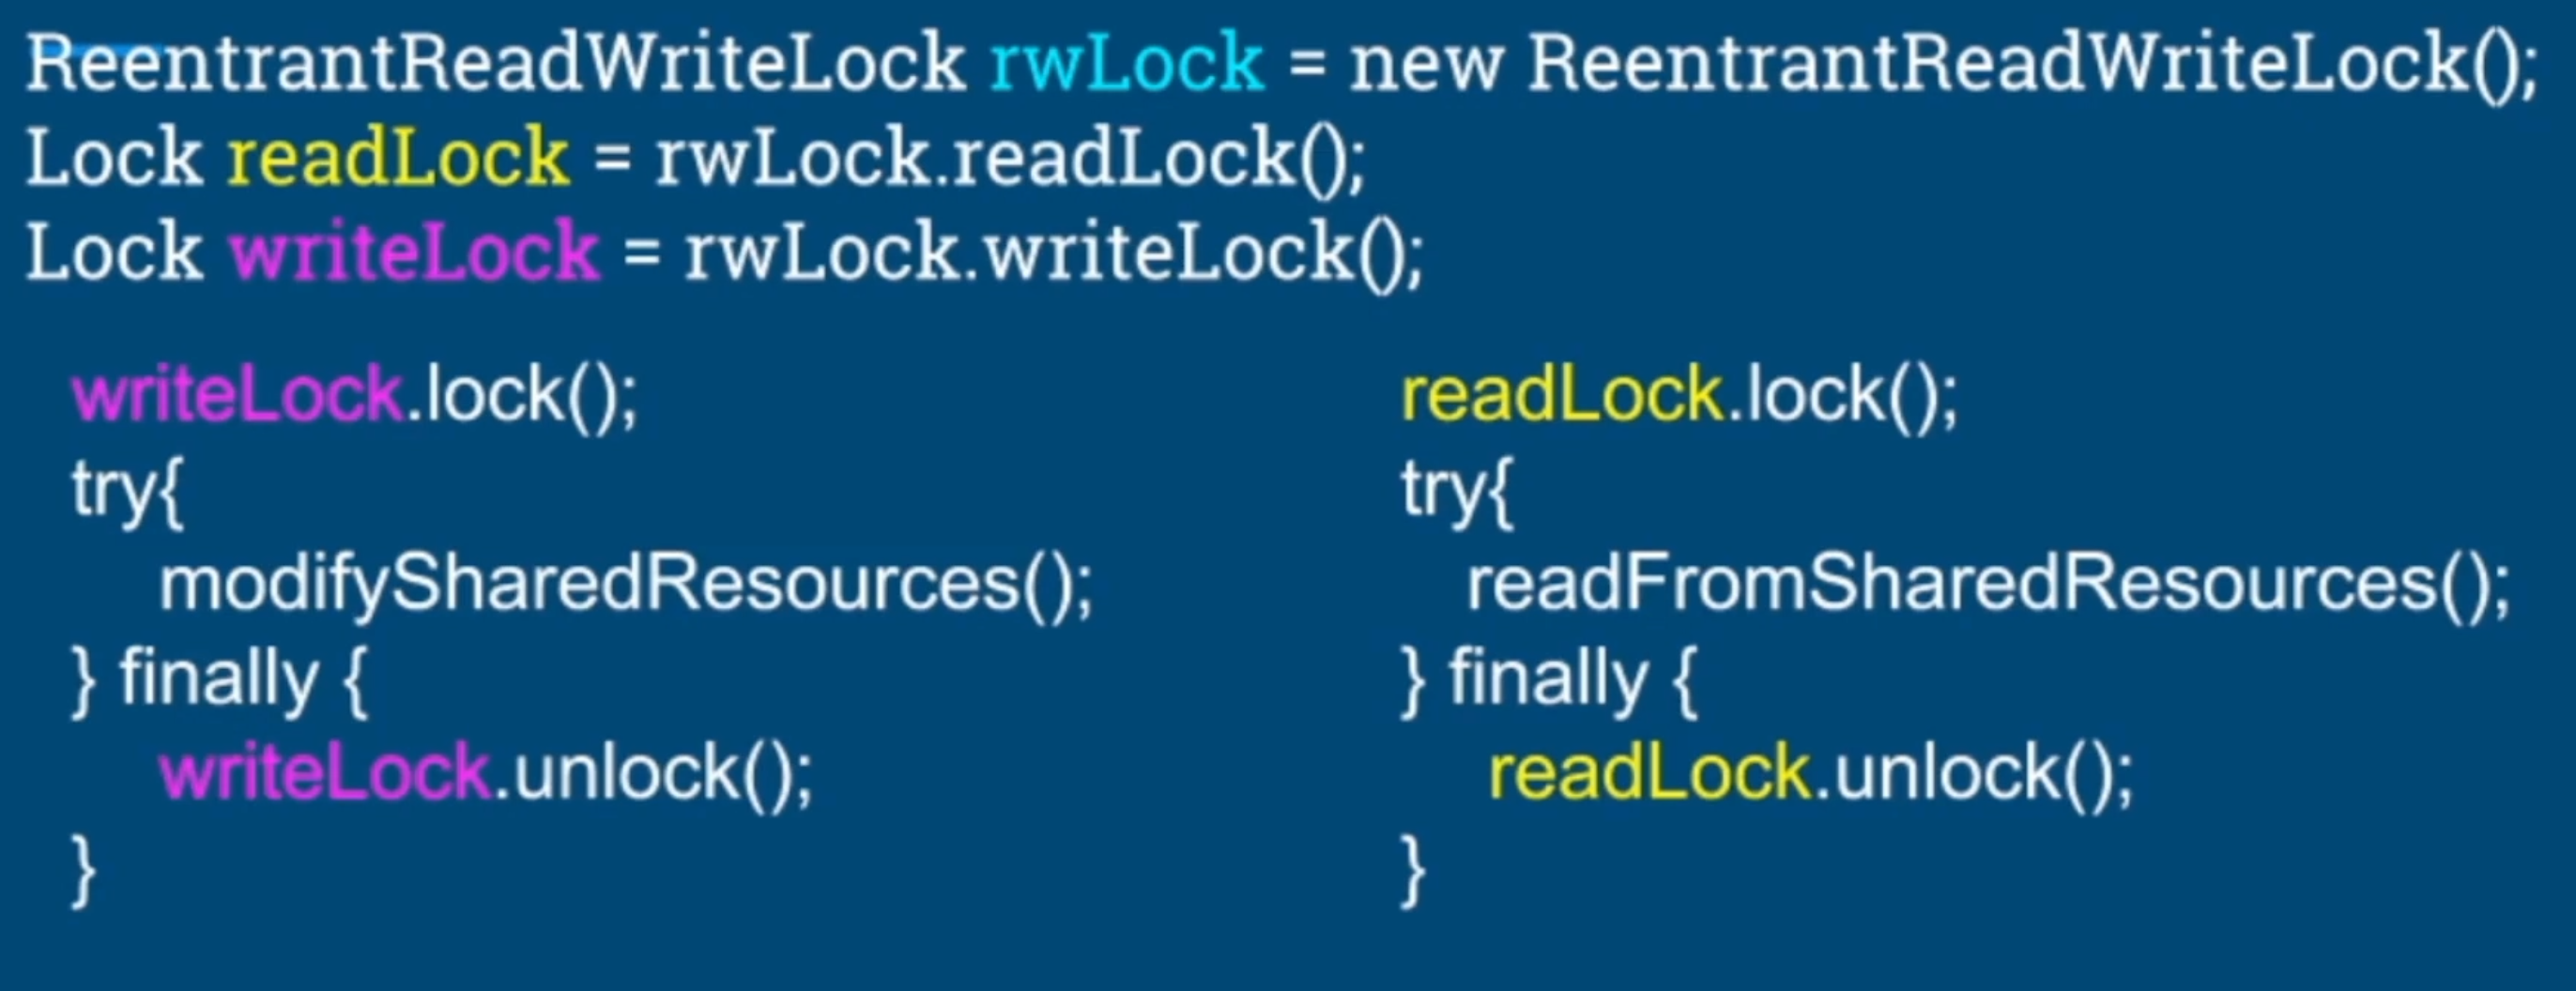 ReentrantReadWriteLock rwLock = new ReentrantReadWriteLock();
Lock readLock = rwLock.readLock();
Lock writeLock = rwLock.writeLock();
writeLock.lock();
try{
modifySharedResources();
} finally {
writeLock.unlock();
}
readLock.lock();
try{
readFromSharedResources();
} finally {
readLock.unlock();
}